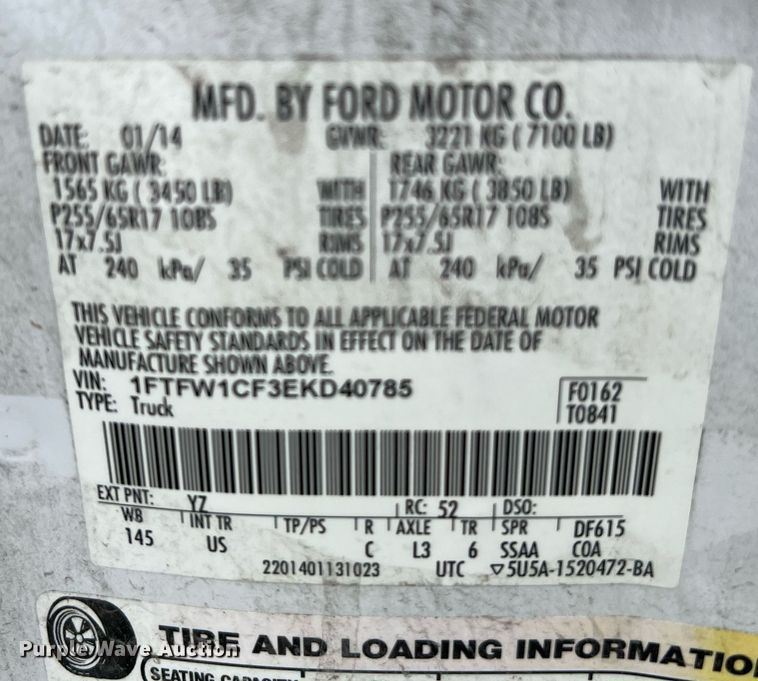 MFD. BY FORD MOTOR CO.
DATE: 01/14 GVWR: 3221 KG ( 7100 LB)
FRONT GAWR: REAR GAWR:
1565 KG ( 3450 LB) WITH 1746 KG ( 3850 LB) WITH
P255/65R17 108S TIRES P255/65R17 108S TIRES
17x7.5J RIMS 17x7.5J RIMS
AT 240 kPa/ 35 PSI COLD AT 240 kPa/ 35 PSI COLD
THIS VEHICLE CONFORMS TO ALL APPLICABLE FEDERAL MOTOR
VEHICLE SAFETY STANDARDS IN EFFECT ON THE DATE OF
MANUFACTURE SHOWN ABOVE.
VIN: 1FTFW1CF3EKD40785 F0162
TYPE: Truck T0841
EXT PNT: YZ RC: 52 DSO:
WB INT TR TP/PS R AXLE TR SPR DF615
145 US C L3 6 SSAA COA
2201401131023 UTC ▽5U5A-1520472-BA
TIRE AND LOADING INFORMATIO
SEATING CAPACITY
Purple Wave Auction